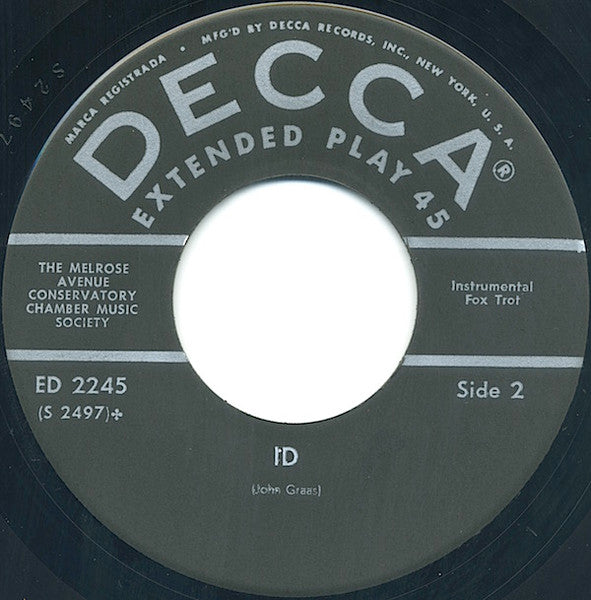 MARCA REGISTRADA • MFG'D BY DECCA RECORDS, INC., NEW YORK, U. S. A.
DECCA®
EXTENDED PLAY 45
THE MELROSE
AVENUE
CONSERVATORY
CHAMBER MUSIC
SOCIETY
Instrumental
Fox Trot
ED 2245
(S 2497)✤
Side 2
ID
(John Graas)
S2497